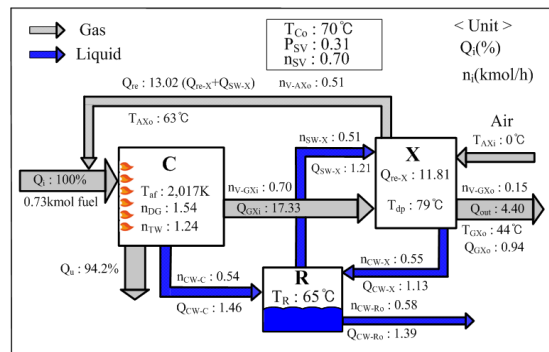 Gas
Liquid
T_Co : 70℃
P_SV : 0.31
n_SV : 0.70
< Unit >
Q_i(%)
n_i(kmol/h)
Q_re : 13.02 (Q_re-X+Q_SW-X)
n_V-AXo : 0.51
T_AXo : 63℃
Air
T_AXi : 0℃
n_SW-X : 0.51
Q_SW-X : 1.21
C
T_af : 2,017K
n_DG : 1.54
n_TW : 1.24
X
Q_re-X : 11.81
T_dp : 79℃
Q_i : 100%
0.73kmol fuel
n_V-GXi : 0.70
Q_GXi : 17.33
n_V-GXo : 0.15
Q_out : 4.40
T_GXo : 44℃
Q_GXo : 0.94
Q_u : 94.2%
n_CW-C : 0.54
Q_CW-C : 1.46
R
T_R : 65℃
n_CW-X : 0.55
Q_CW-X : 1.13
n_CW-Ro : 0.58
Q_CW-Ro : 1.39